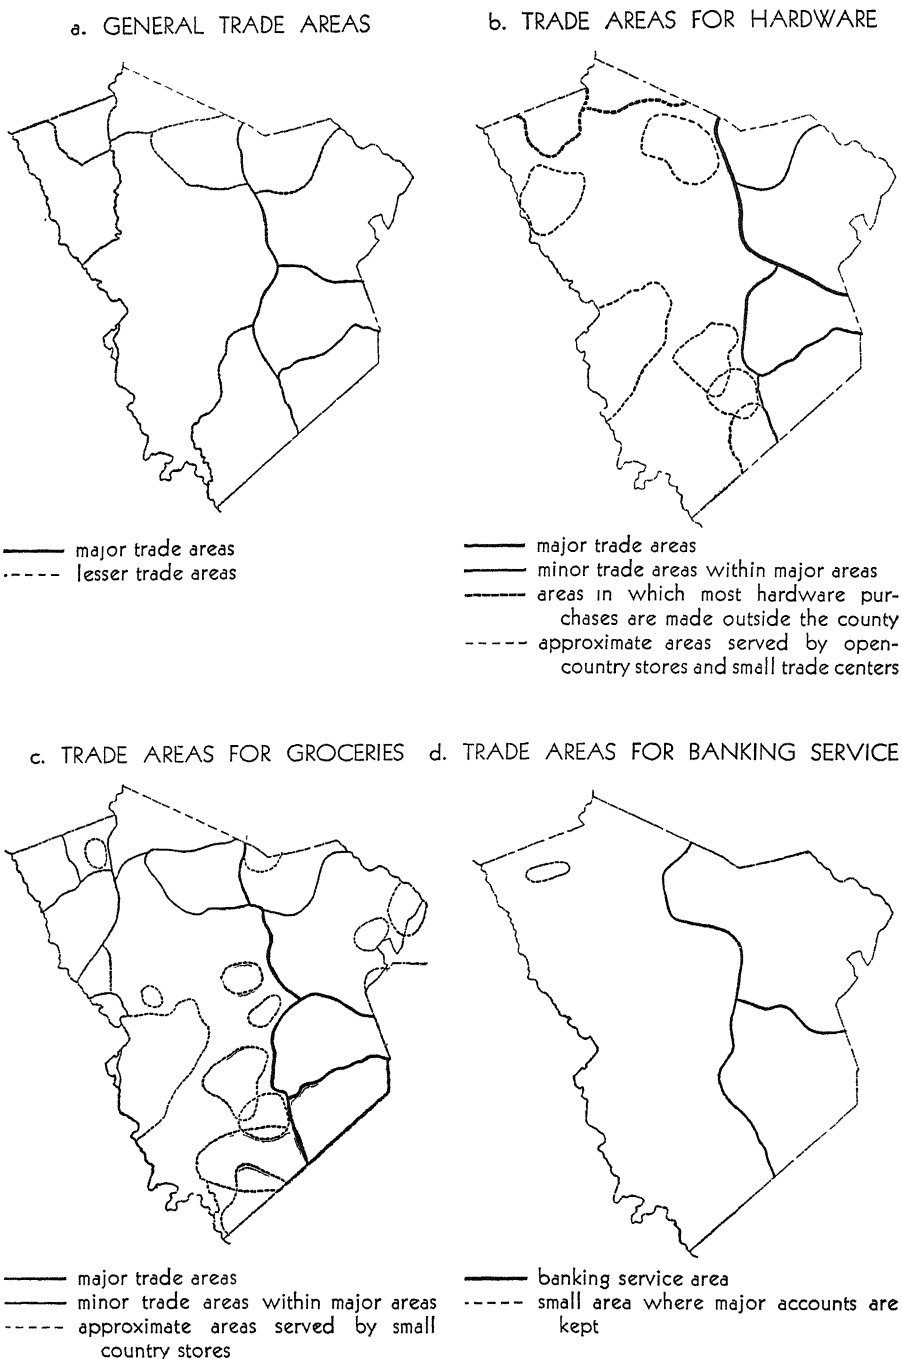 a. GENERAL TRADE AREAS
b. TRADE AREAS FOR HARDWARE
major trade areas
lesser trade areas
major trade areas
minor trade areas within major areas
areas in which most hardware pur-
chases are made outside the county
approximate areas served by open-
country stores and small trade centers
c. TRADE AREAS FOR GROCERIES
d. TRADE AREAS FOR BANKING SERVICE
major trade areas
minor trade areas within major areas
approximate areas served by small
country stores
banking service area
small area where major accounts are
kept